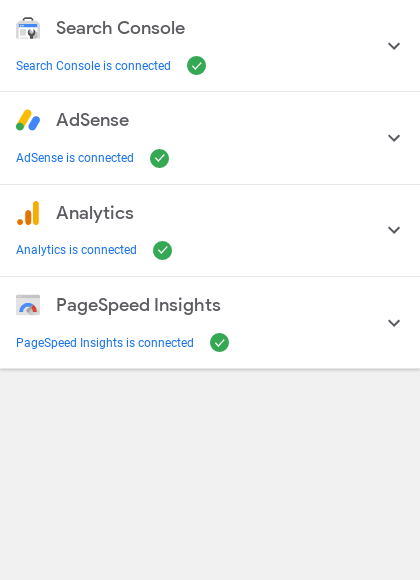 Search Console
Search Console is connected
AdSense
AdSense is connected
Analytics
Analytics is connected
PageSpeed Insights
PageSpeed Insights is connected